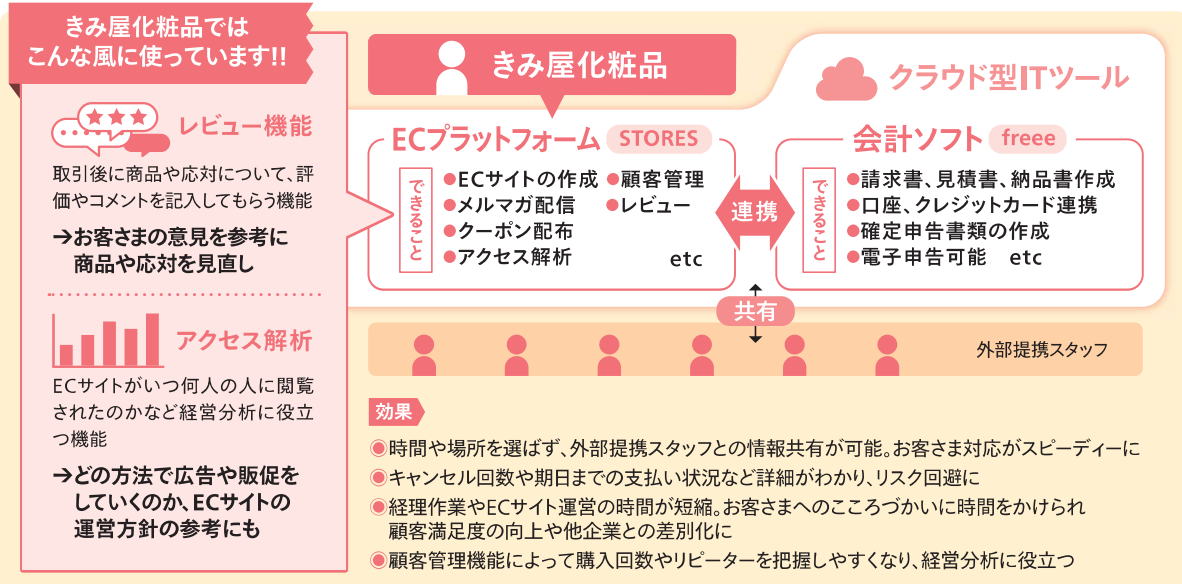 きみ屋化粧品では
こんな風に使っています!!
レビュー機能
取引後に商品や応対について、評
価やコメントを記入してもらう機能
→お客さまの意見を参考に
商品や応対を見直し
アクセス解析
ECサイトがいつ何人の人に閲覧
されたのかなど経営分析に役立
つ機能
→どの方法で広告や販促を
していくのか、ECサイトの
運営方針の参考にも
きみ屋化粧品
クラウド型ITツール
ECプラットフォーム STORES
できること
●ECサイトの作成 ●顧客管理
●メルマガ配信 ●レビュー
●クーポン配布
●アクセス解析 etc
連携
会計ソフト freee
できること
●請求書、見積書、納品書作成
●口座、クレジットカード連携
●確定申告書類の作成
●電子申告可能 etc
共有
外部提携スタッフ
効果
◉時間や場所を選ばず、外部提携スタッフとの情報共有が可能。お客さま対応がスピーディーに
◉キャンセル回数や期日までの支払い状況など詳細がわかり、リスク回避に
◉経理作業やECサイト運営の時間が短縮。お客さまへのこころづかいに時間をかけられ
顧客満足度の向上や他企業との差別化に
◉顧客管理機能によって購入回数やリピーターを把握しやすくなり、経営分析に役立つ